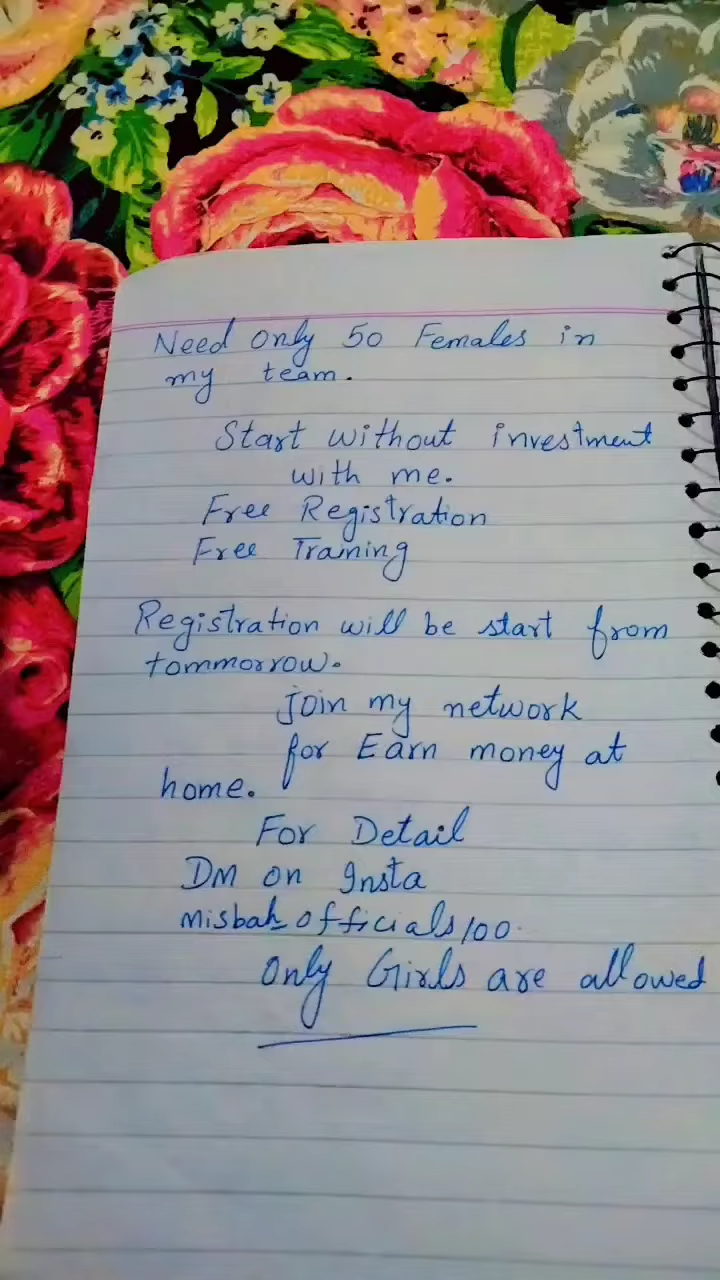 Need only 50 Females in
my team.
Start without investment
with me.
Free Registration
Free Training
Registration will be start from
tommorrow.
join my network
for Earn money at
home.
For Detail
DM on Insta
misbah_officials100.
Only Girls are allowed